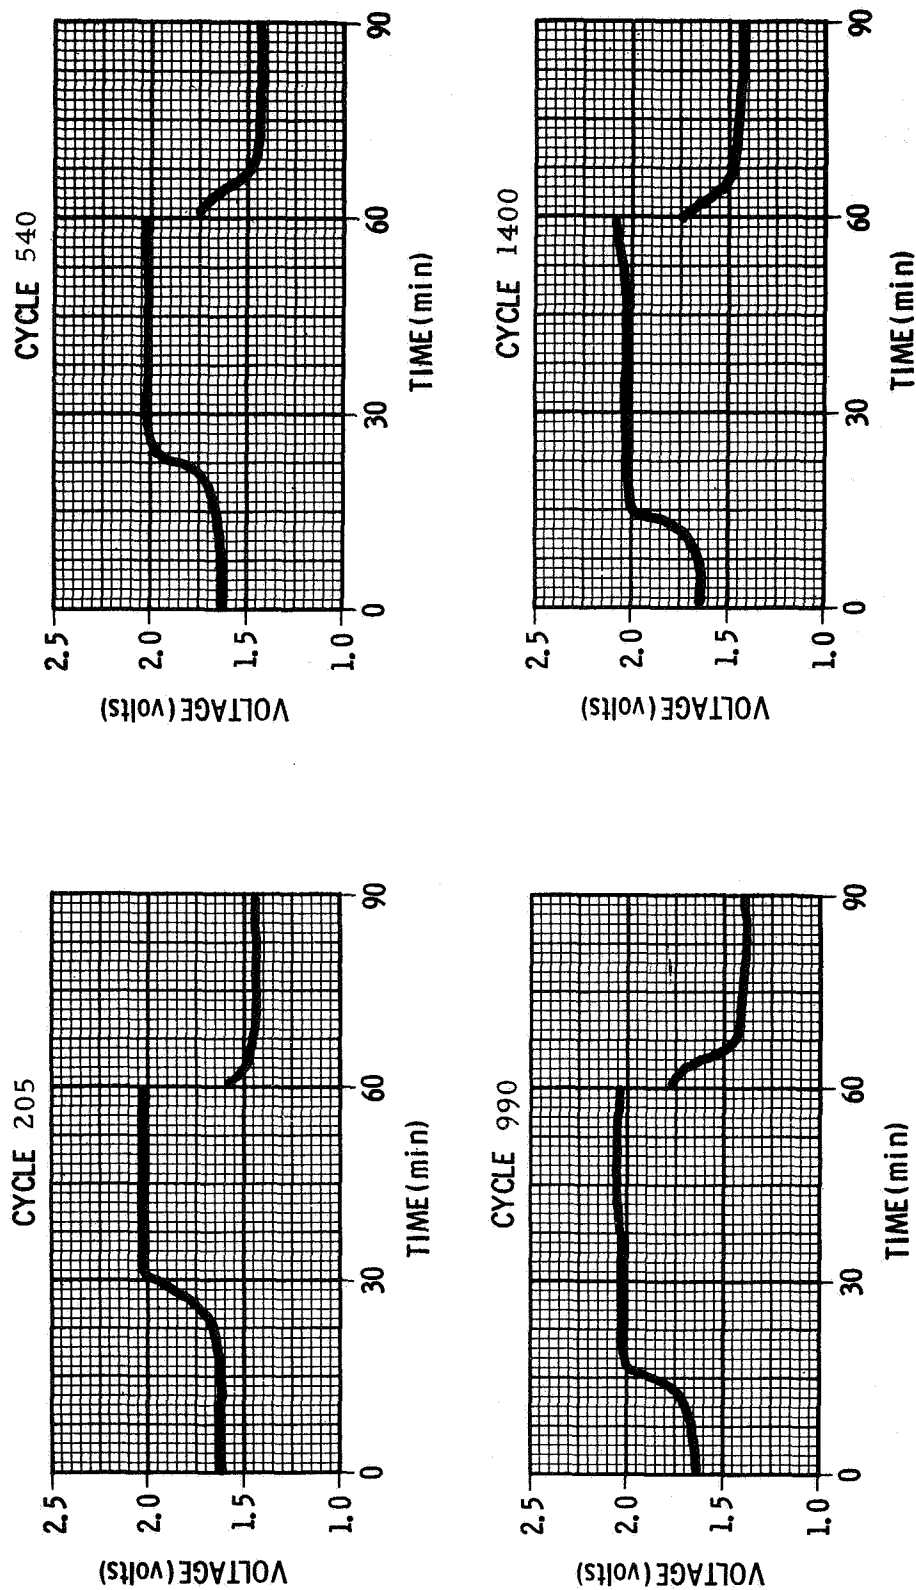 CYCLE 205
VOLTAGE(volts)
2.5
2.0
1.5
1.0
0
30
60
90
TIME(min)
CYCLE 540
VOLTAGE(volts)
2.5
2.0
1.5
1.0
0
30
60
90
TIME(min)
CYCLE 990
VOLTAGE(volts)
2.5
2.0
1.5
1.0
0
30
60
90
TIME(min)
CYCLE 1400
VOLTAGE(volts)
2.5
2.0
1.5
1.0
0
30
60
90
TIME(min)